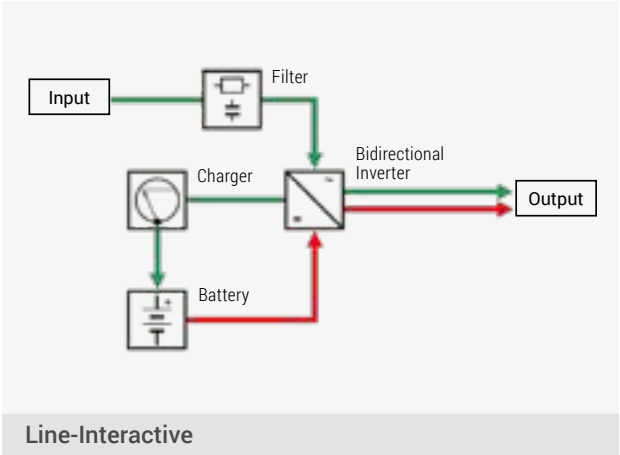 Filter
Input
Bidirectional
Inverter
Charger
Output
Battery
Line-Interactive